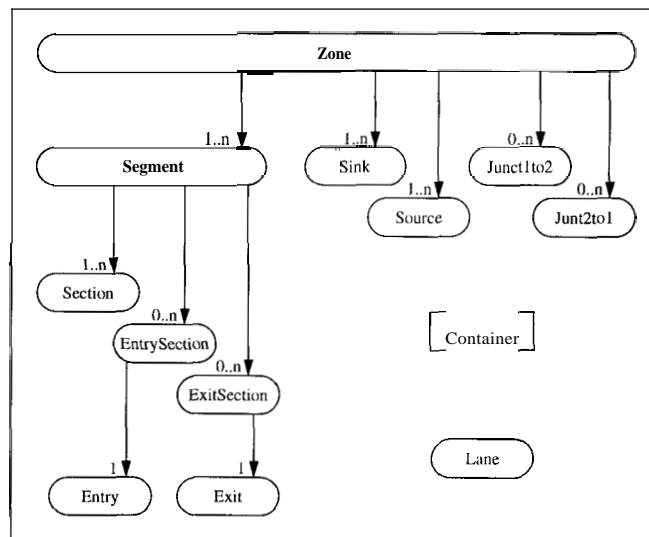 Zone
1..n
1..n
0..n
Segment
Sink
Junct1to2
1..n
0..n
Source
Junt2to1
1..n
Section
0..n
EntrySection
Container
0..n
ExitSection
Lane
1
1
Entry
Exit